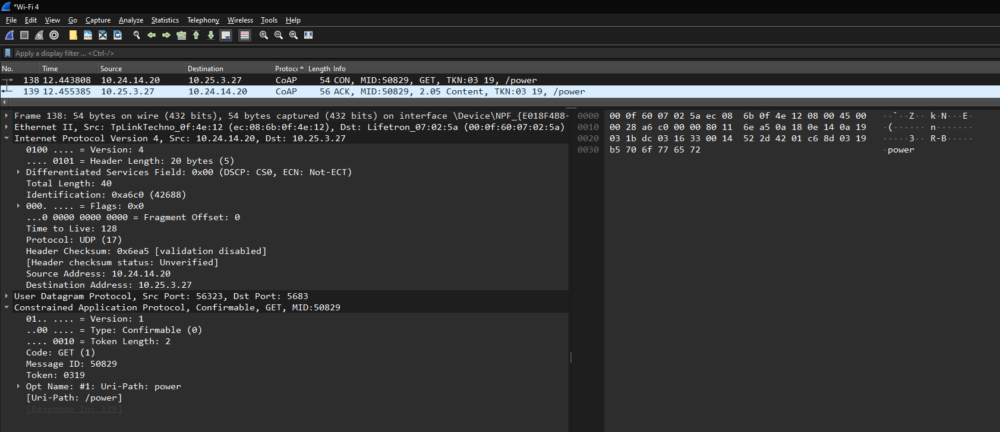 *Wi-Fi 4
File Edit View Go Capture Analyze Statistics Telephony Wireless Tools Help
Apply a display filter ... <Ctrl-/>
No. Time Source Destination Protoc Length Info
138 12.443808 10.24.14.20 10.25.3.27 CoAP 54 CON, MID:50829, GET, TKN:03 19, /power
139 12.455385 10.25.3.27 10.24.14.20 CoAP 56 ACK, MID:50829, 2.05 Content, TKN:03 19, /power
Frame 138: 54 bytes on wire (432 bits), 54 bytes captured (432 bits) on interface \Device\NPF_{E018F4B8-
Ethernet II, Src: TpLinkTechno_0f:4e:12 (ec:08:6b:0f:4e:12), Dst: Lifetron_07:02:5a (00:0f:60:07:02:5a)
Internet Protocol Version 4, Src: 10.24.14.20, Dst: 10.25.3.27
0100 .... = Version: 4
.... 0101 = Header Length: 20 bytes (5)
Differentiated Services Field: 0x00 (DSCP: CS0, ECN: Not-ECT)
Total Length: 40
Identification: 0xa6c0 (42688)
000. .... = Flags: 0x0
...0 0000 0000 0000 = Fragment Offset: 0
Time to Live: 128
Protocol: UDP (17)
Header Checksum: 0x6ea5 [validation disabled]
[Header checksum status: Unverified]
Source Address: 10.24.14.20
Destination Address: 10.25.3.27
User Datagram Protocol, Src Port: 56323, Dst Port: 5683
Constrained Application Protocol, Confirmable, GET, MID:50829
01.. .... = Version: 1
..00 .... = Type: Confirmable (0)
.... 0010 = Token Length: 2
Code: GET (1)
Message ID: 50829
Token: 0319
Opt Name: #1: Uri-Path: power
[Uri-Path: /power]
[Response In: 139]
0000 00 0f 60 07 02 5a ec 08 6b 0f 4e 12 08 00 45 00 ··`··Z·· k·N···E·
0010 00 28 a6 c0 00 00 80 11 6e a5 0a 18 0e 14 0a 19 ·(······ n·······
0020 03 1b dc 03 16 33 00 14 52 2d 42 01 c6 8d 03 19 ·····3·· R-B·····
0030 b5 70 6f 77 65 72 ·power